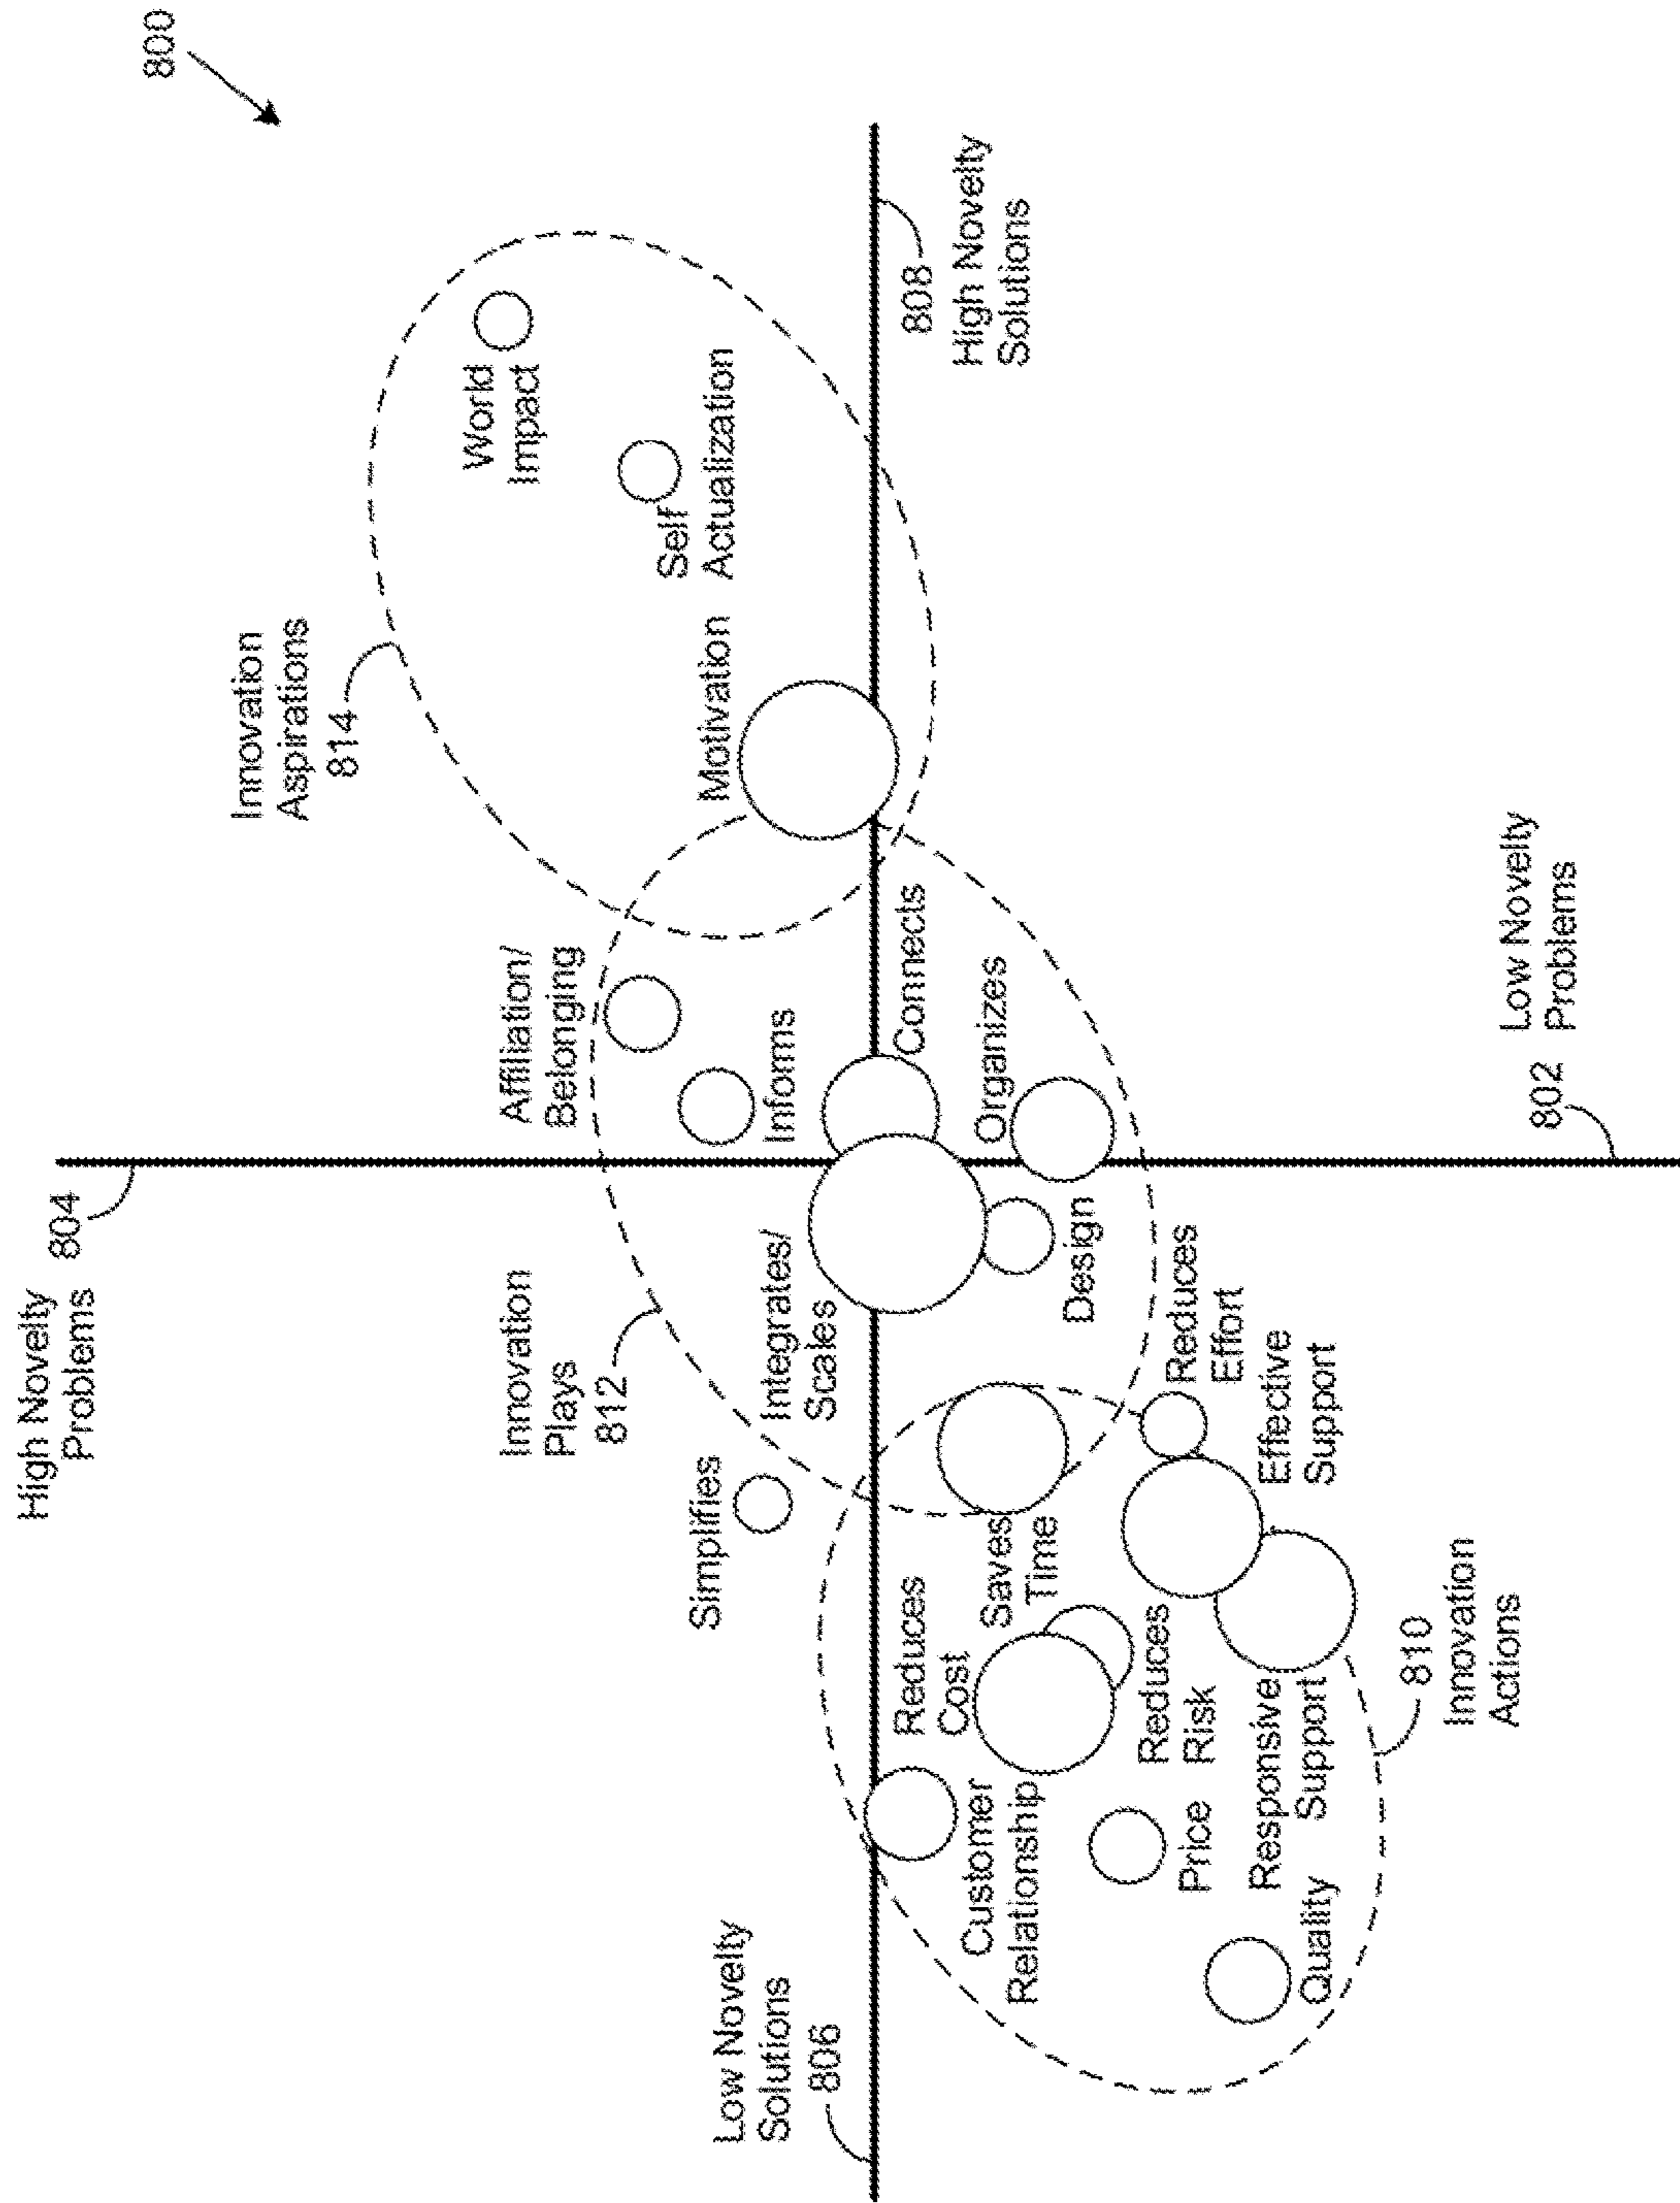 800
High Novelty
Problems 804
Innovation
Aspirations
814
World
Impact
Self
Actualization
Motivation
Affiliation/
Belonging
Informs
Innovation
Plays
812
Simplifies
Integrates/
Scales
Connects
Organizes
Design
808
High Novelty
Solutions
Low Novelty
Solutions
806
Reduces
Cost
Saves
Time
Reduces
Effort
Effective
Support
Customer
Relationship
Reduces
Risk
Price
Responsive
Support
Quality
810
Innovation
Actions
802
Low Novelty
Problems